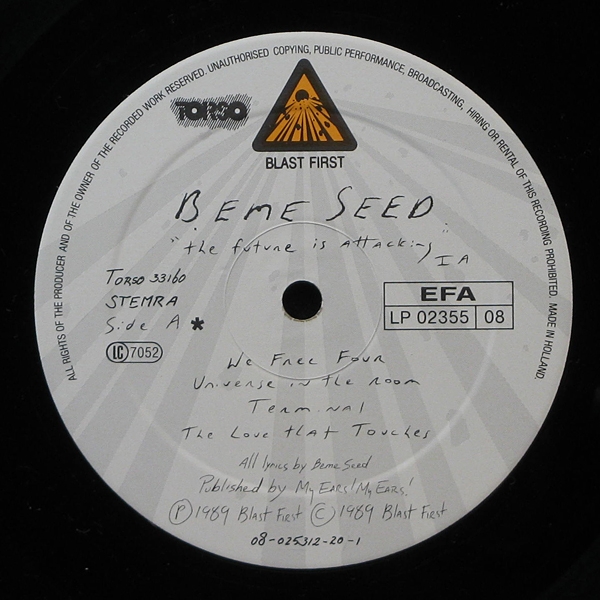 ALL RIGHTS OF THE PRODUCER AND OF THE OWNER OF THE RECORDED WORK RESERVED. UNAUTHORISED COPYING, PUBLIC PERFORMANCE, BROADCASTING, HIRING OR RENTAL OF THIS RECORDING PROHIBITED. MADE IN HOLLAND.
TORSO
BLAST FIRST
BEME SEED
"the future is attacking"
IA
TORSO 33160
STEMRA
Side A *
LC 7052
EFA
LP 02355 08
We Free Four
Universe in the room
Terminal
The Love that Touches
All lyrics by Beme Seed
Published by My Ears! My Ears!
Ⓟ 1989 Blast First Ⓒ 1989 Blast First
08-025312-20-1